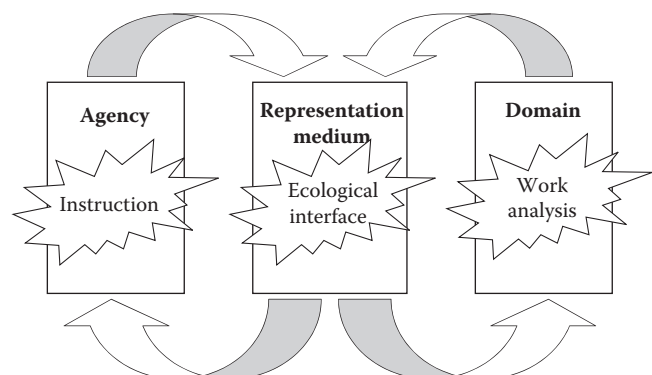 Agency
Instruction
Representation
medium
Ecological
interface
Domain
Work
analysis